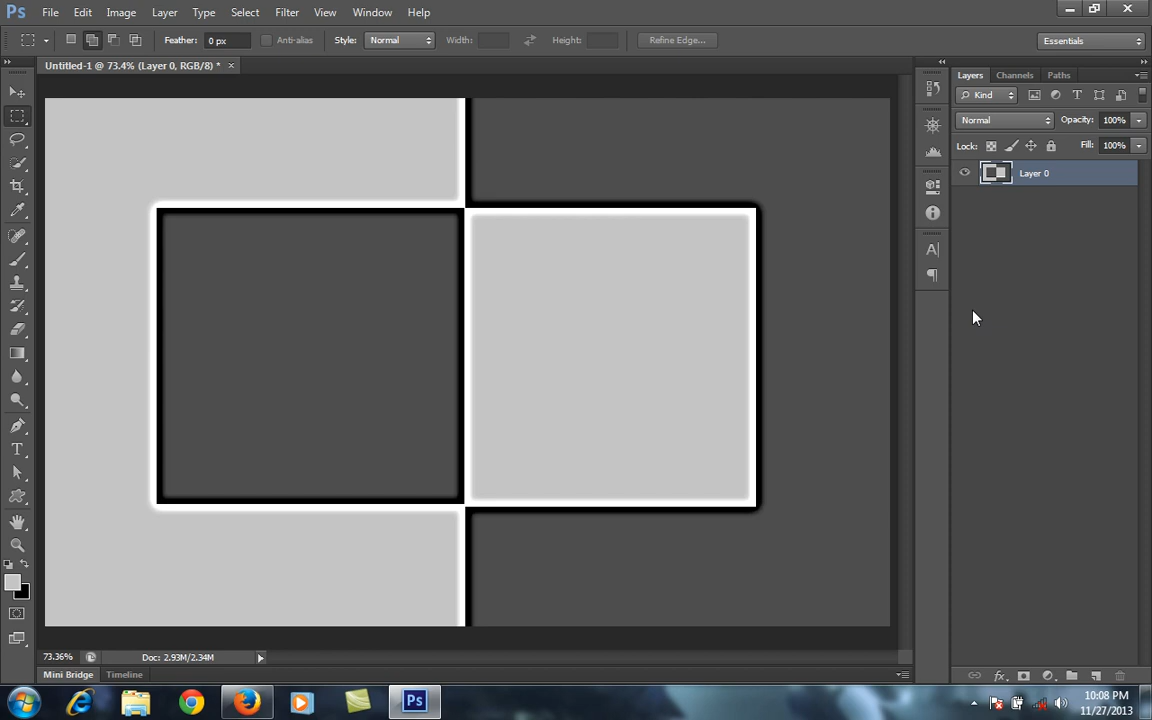 Ps File Edit Image Layer Type Select Filter View Window Help
Feather: 0 px Anti-alias Style: Normal Width: Height: Refine Edge... Essentials
Untitled-1 @ 73.4% (Layer 0, RGB/8) * ×
Layers Channels Paths
Kind
Normal Opacity: 100%
Lock: Fill: 100%
Layer 0
73.36% Doc: 2.93M/2.34M
Mini Bridge Timeline
Ps 10:08 PM
11/27/2013